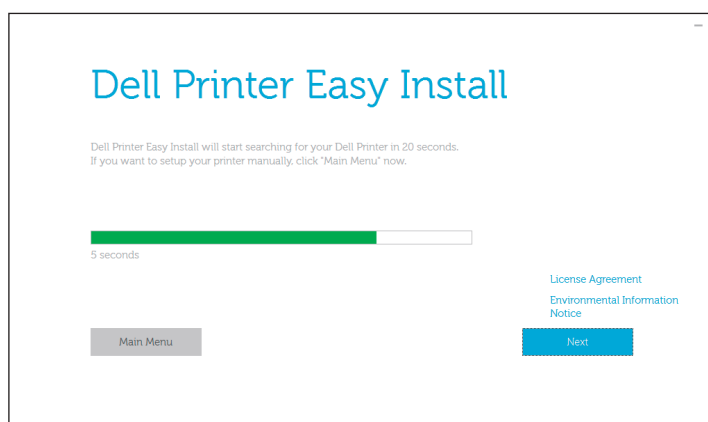 Dell Printer Easy Install
Dell Printer Easy Install will start searching for your Dell Printer in 20 seconds.
If you want to setup your printer manually, click "Main Menu" now.
5 seconds
License Agreement
Environmental Information
Notice
Main Menu
Next